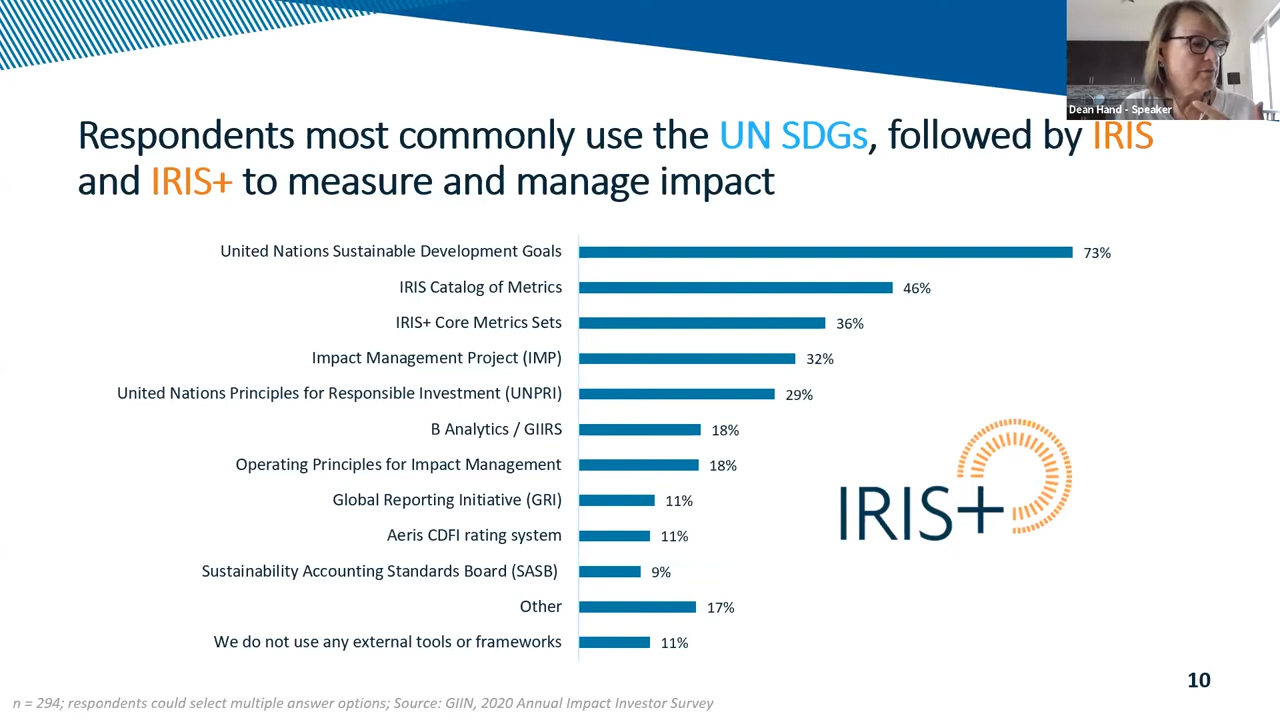 Dean Hand - Speaker
Respondents most commonly use the UN SDGs, followed by IRIS
and IRIS+ to measure and manage impact
United Nations Sustainable Development Goals 73%
IRIS Catalog of Metrics 46%
IRIS+ Core Metrics Sets 36%
Impact Management Project (IMP) 32%
United Nations Principles for Responsible Investment (UNPRI) 29%
B Analytics / GIIRS 18%
Operating Principles for Impact Management 18%
Global Reporting Initiative (GRI) 11%
Aeris CDFI rating system 11%
Sustainability Accounting Standards Board (SASB) 9%
Other 17%
We do not use any external tools or frameworks 11%
IRIS+
10
n = 294; respondents could select multiple answer options; Source: GIIN, 2020 Annual Impact Investor Survey